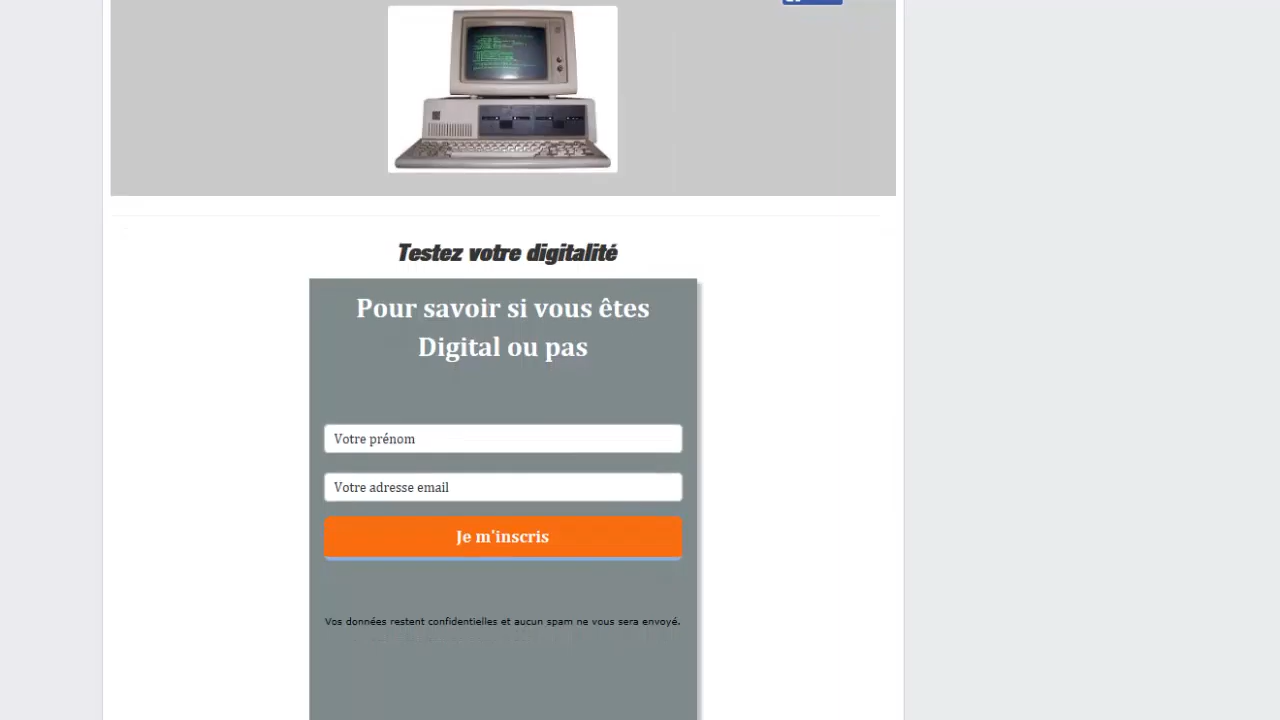 Testez votre digitalité
Pour savoir si vous êtes
Digital ou pas
Votre prénom
Votre adresse email
Je m'inscris
Vos données restent confidentielles et aucun spam ne vous sera envoyé.